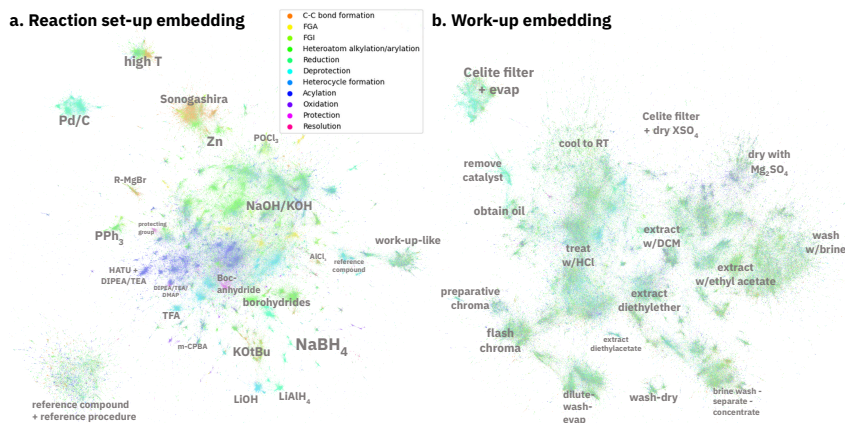 a. Reaction set-up embedding
C-C bond formation
FGA
FGI
Heteroatom alkylation/arylation
Reduction
Deprotection
Heterocycle formation
Acylation
Oxidation
Protection
Resolution
high T
Sonogashira
Pd/C
Zn
POCl3
R-MgBr
NaOH/KOH
protecting
group
PPh3
work-up-like
AlCl
reference
compound
HATU +
DIPEA/TEA
DIPEA/TEA/
DMAP
Boc-
anhydride
borohydrides
TFA
m-CPBA
KOtBu
NaBH4
LiOH
LiAlH4
reference compound
+ reference procedure
b. Work-up embedding
Celite filter
+ evap
Celite filter
+ dry XSO4
cool to RT
dry with
Mg2SO4
remove
catalyst
obtain oil
extract
w/DCM
wash
w/brine
treat
w/HCl
extract
w/ethyl acetate
preparative
chroma
extract
diethylether
flash
chroma
extract
diethylacetate
dilute-
wash-
evap
wash-dry
brine wash -
separate -
concentrate